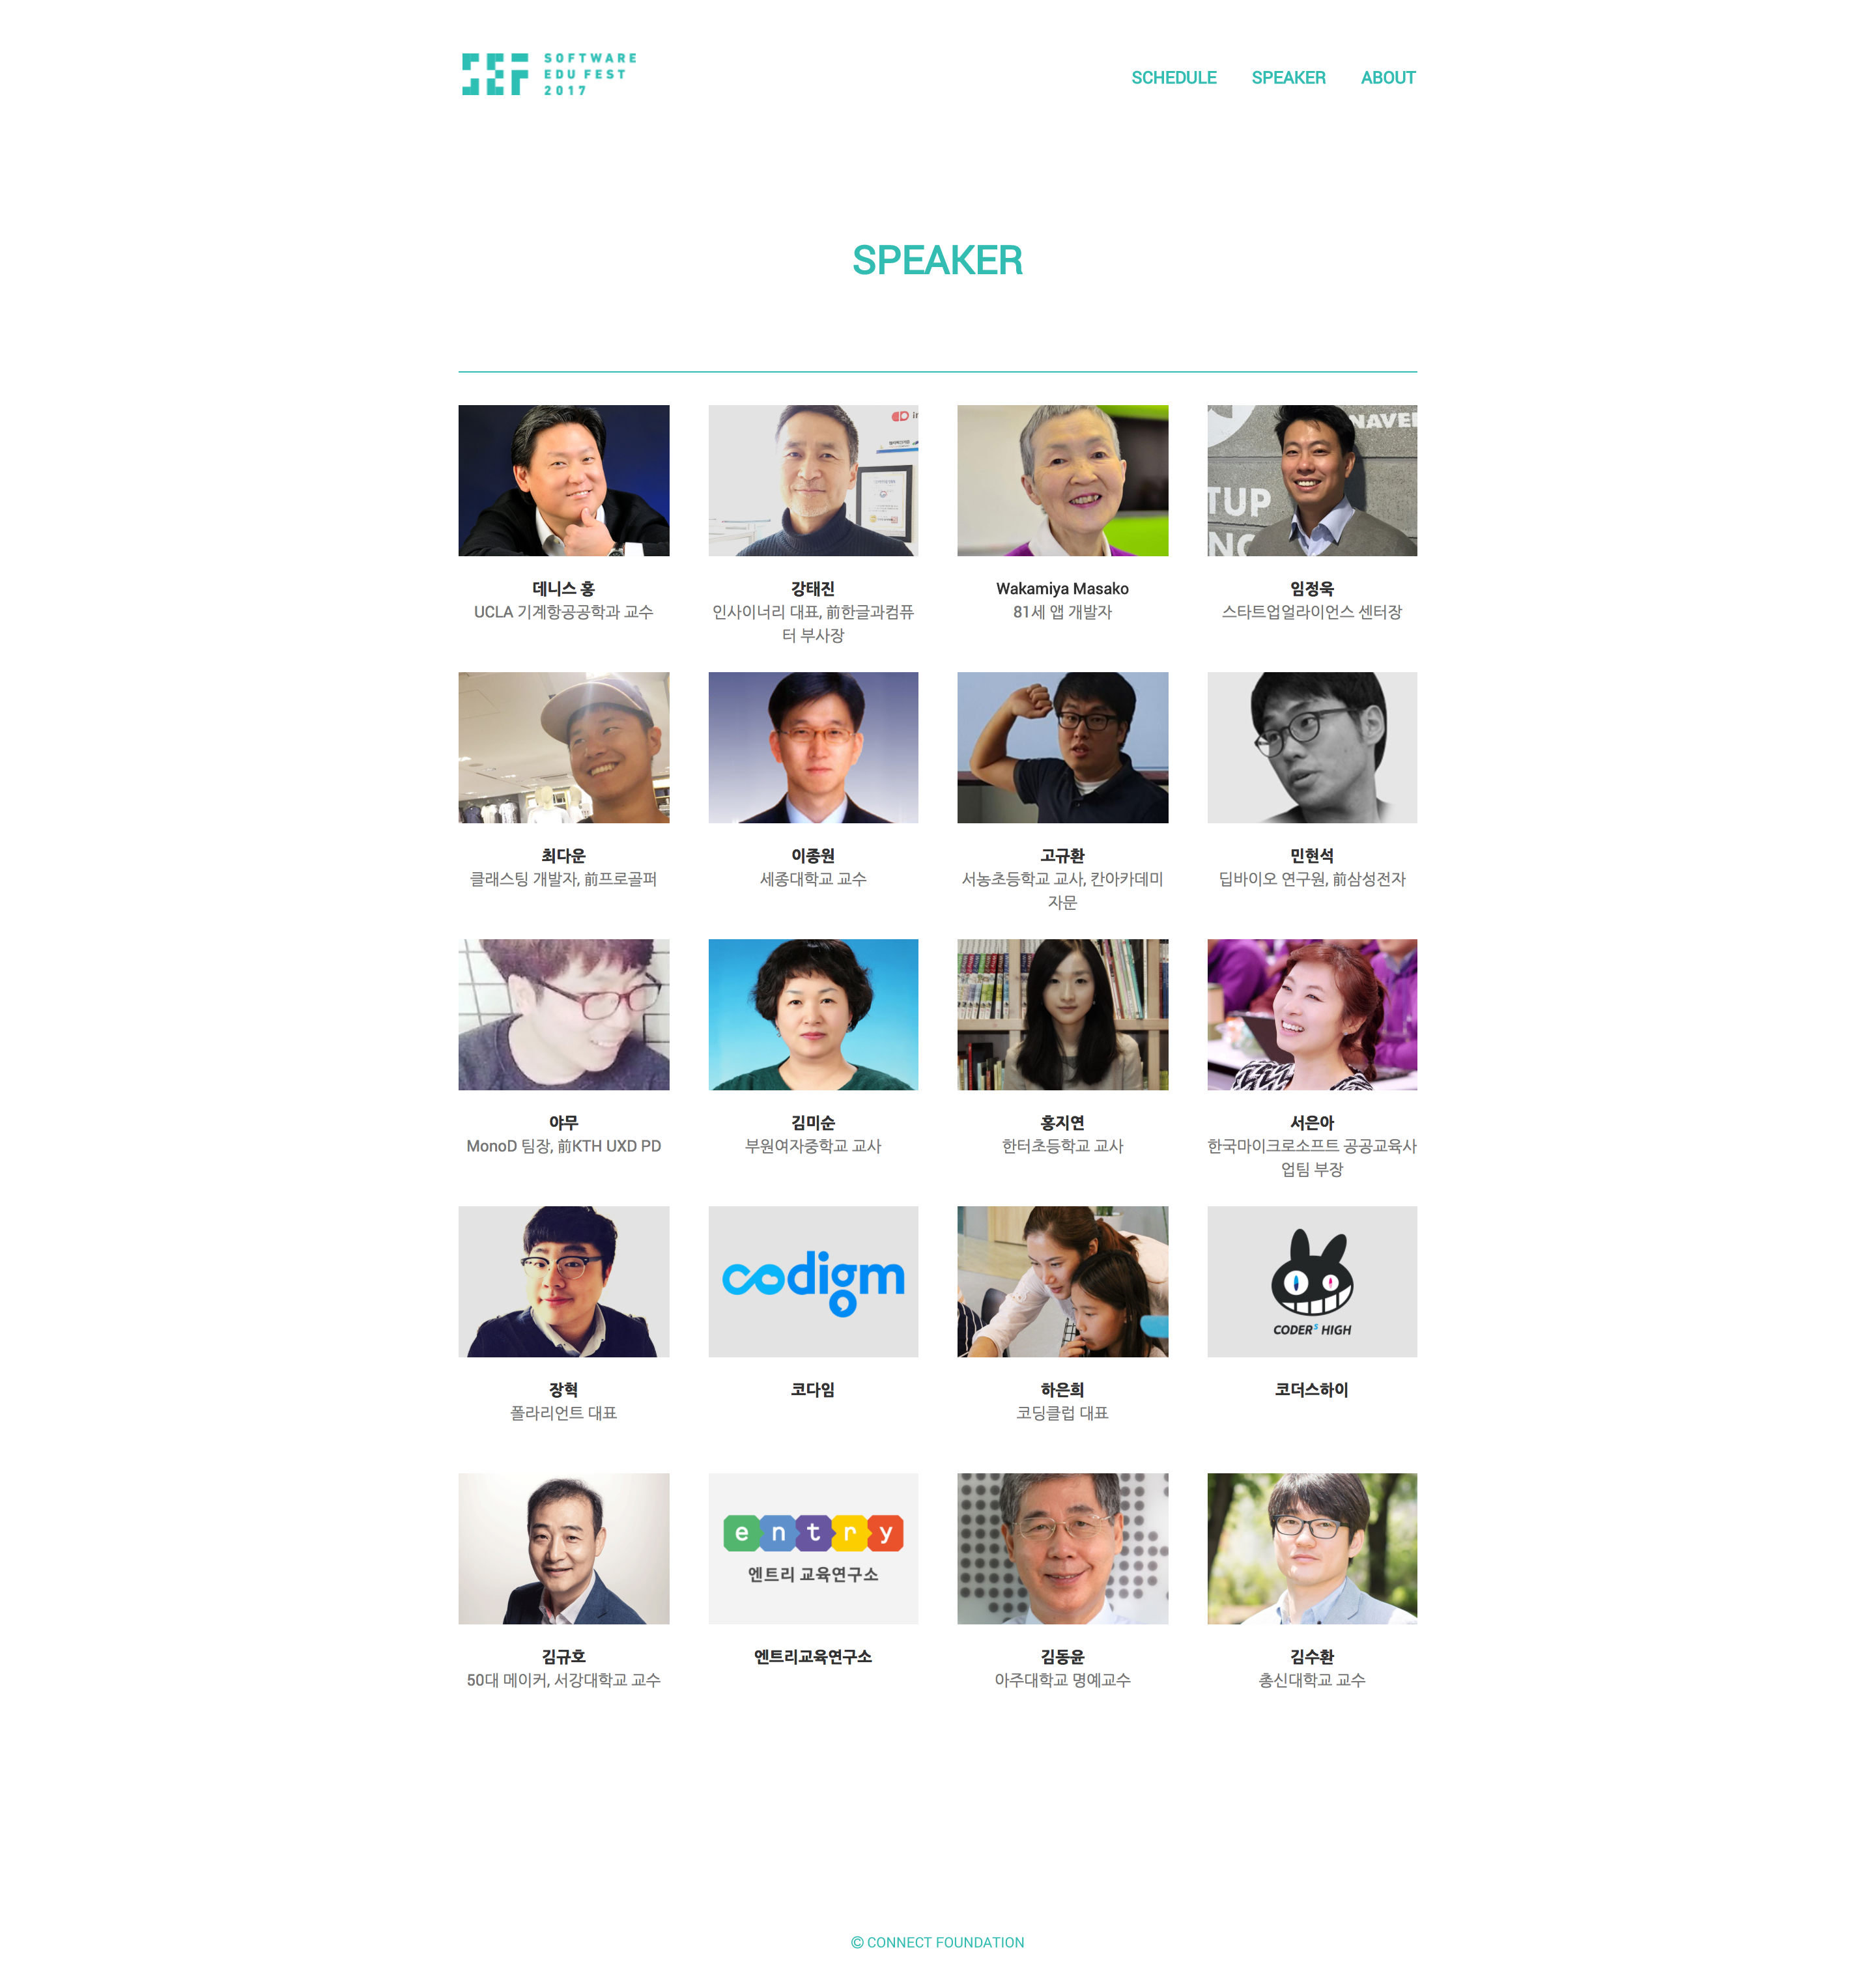 SOFTWARE
EDU FEST
2017
SCHEDULE SPEAKER ABOUT
SPEAKER
NAVE
TUP
데니스 홍
UCLA 기계항공공학과 교수
강태진
인사이너리 대표, 前한글과컴퓨
터 부사장
Wakamiya Masako
81세 앱 개발자
임정욱
스타트업얼라이언스 센터장
최다운
클래스팅 개발자, 前프로골퍼
이종원
세종대학교 교수
고규환
서농초등학교 교사, 칸아카데미
자문
민현석
딥바이오 연구원, 前삼성전자
야무
MonoD 팀장, 前KTH UXD PD
김미순
부원여자중학교 교사
홍지연
한터초등학교 교사
서은아
한국마이크로소프트 공공교육사
업팀 부장
codigm
CODERS HIGH
장혁
폴라리언트 대표
코다임
하은희
코딩클럽 대표
코더스하이
entry
엔트리 교육연구소
김규호
50대 메이커, 서강대학교 교수
엔트리교육연구소
김동윤
아주대학교 명예교수
김수환
총신대학교 교수
© CONNECT FOUNDATION